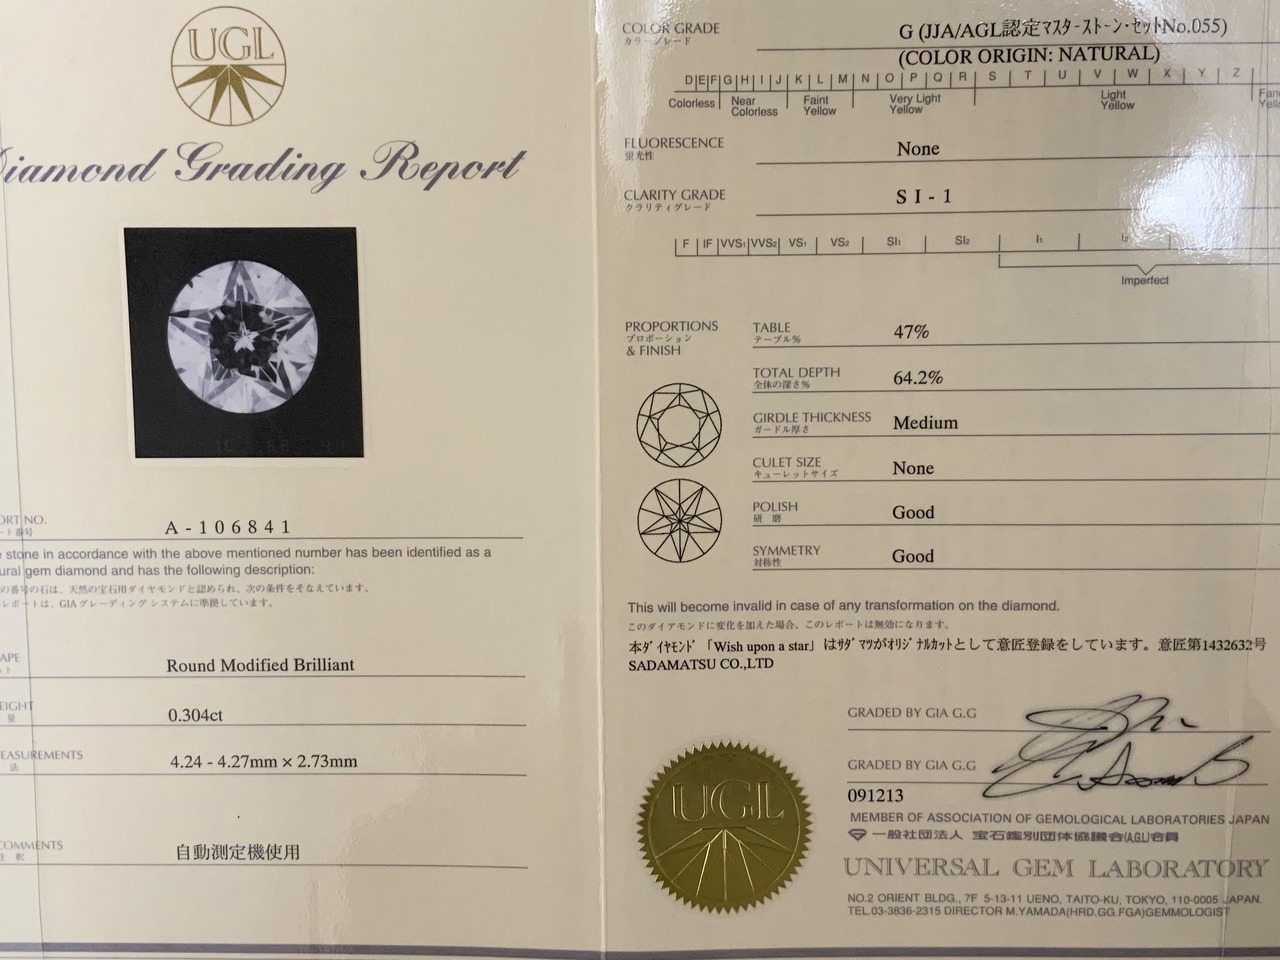 UGL
Diamond Grading Report
A-106841
stone in accordance with the above mentioned number has been identified as a
gem diamond and has the following description:
の番号の石は、天然の宝石用ダイヤモンドと認められ、次の条件をそなえています。
レポートは、GIAグレーディングシステムに準拠しています。
Round Modified Brilliant
0.304ct
4.24 - 4.27mm × 2.73mm
COMMENTS
自動測定機使用
COLOR GRADE G (JJA/AGL認定マスターストーン・セットNo.055)
カラーグレード (COLOR ORIGIN: NATURAL)
D E F G H I J K L M N O P Q R S T U V W X Y Z
Colorless Near Colorless Faint Yellow Very Light Yellow Light Yellow
FLUORESCENCE None
蛍光性
CLARITY GRADE SI-1
クラリティグレード
F IF VVS1 VVS2 VS1 VS2 SI1 SI2 I1
Imperfect
PROPORTIONS
プロポーション
& FINISH
TABLE 47%
テーブル%
TOTAL DEPTH 64.2%
全体の深さ%
GIRDLE THICKNESS Medium
ガードル厚さ
CULET SIZE None
キューレットサイズ
POLISH Good
研磨
SYMMETRY Good
対称性
This will become invalid in case of any transformation on the diamond.
このダイアモンドに変化を加えた場合、このレポートは無効になります。
本ダイヤモンド「Wish upon a star」はサダマツがオリジナルカットとして意匠登録をしています。意匠第1432632号
SADAMATSU CO.,LTD
GRADED BY GIA G.G
GRADED BY GIA G.G
091213
UGL
MEMBER OF ASSOCIATION OF GEMOLOGICAL LABORATORIES JAPAN
一般社団法人 宝石鑑別団体協議会(AGL)会員
UNIVERSAL GEM LABORATORY
NO.2 ORIENT BLDG., 7F 5-13-11 UENO, TAITO-KU, TOKYO, 110-0005 JAPAN.
TEL.03-3836-2315 DIRECTOR M.YAMADA(HRD.GG.FGA)GEMMOLOGIST